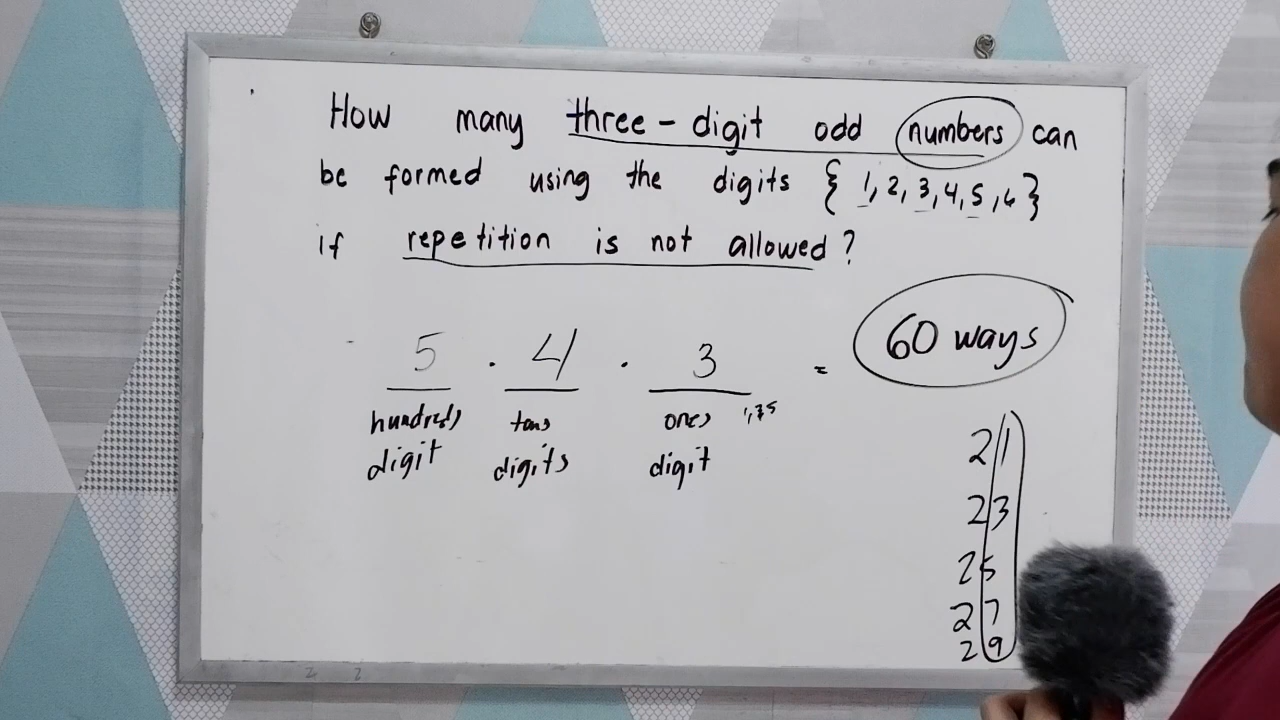 How many three-digit odd numbers can
be formed using the digits {1, 2, 3, 4, 5, 6}
if repetition is not allowed?
5 . 4 . 3 = 60 ways
hundreds tens ones 1,3,5
digit digits digit
21
23
25
27
29